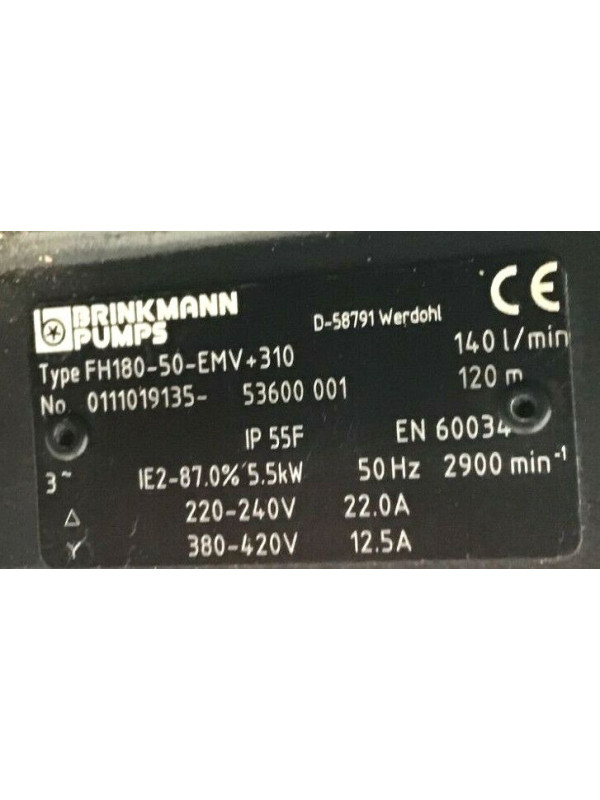 BRINKMANN
PUMPS
D-58791 Werdohl
CE
Type FH180-50-EMV+310
140 l/min
No. 0111019135- 53600 001
120 m
IP 55F
EN 60034
3~ IE2-87.0% 5.5kW 50Hz 2900 min⁻¹
Δ 220-240V 22.0A
Y 380-420V 12.5A